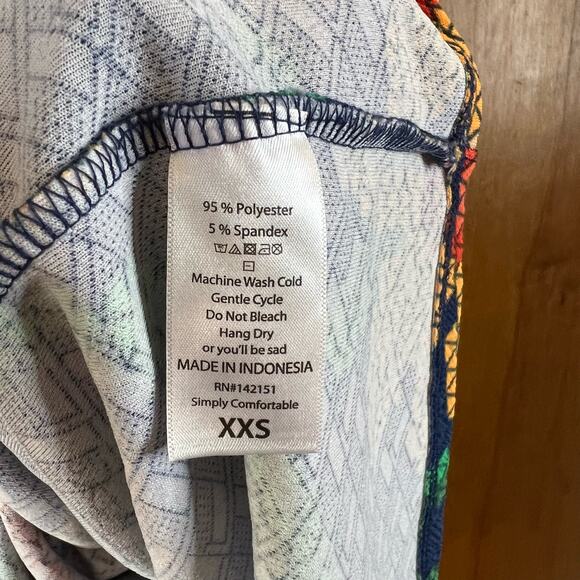 95 % Polyester
5 % Spandex
Machine Wash Cold
Gentle Cycle
Do Not Bleach
Hang Dry
or you'll be sad
MADE IN INDONESIA
RN#142151
Simply Comfortable
XXS